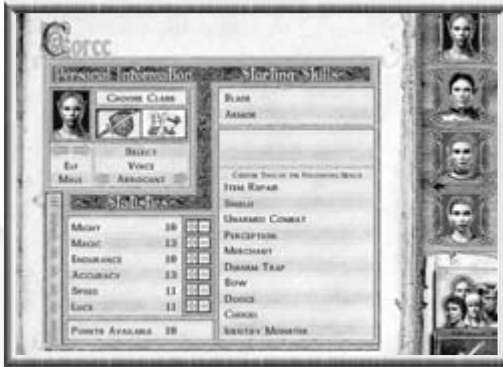 Personal Information
Choose Class
Select
Elf
Voice
Male
Arrogant
Statistics
Might 10
Magic 13
Endurance 10
Accuracy 13
Speed 11
Luck 11
Points Available 18
Starting Skills
Blade
Armor
Choose Two of the Following Skills
Item Repair
Shield
Unarmed Combat
Perception
Merchant
Disarm Trap
Bow
Dodge
Cudgel
Identify Monster